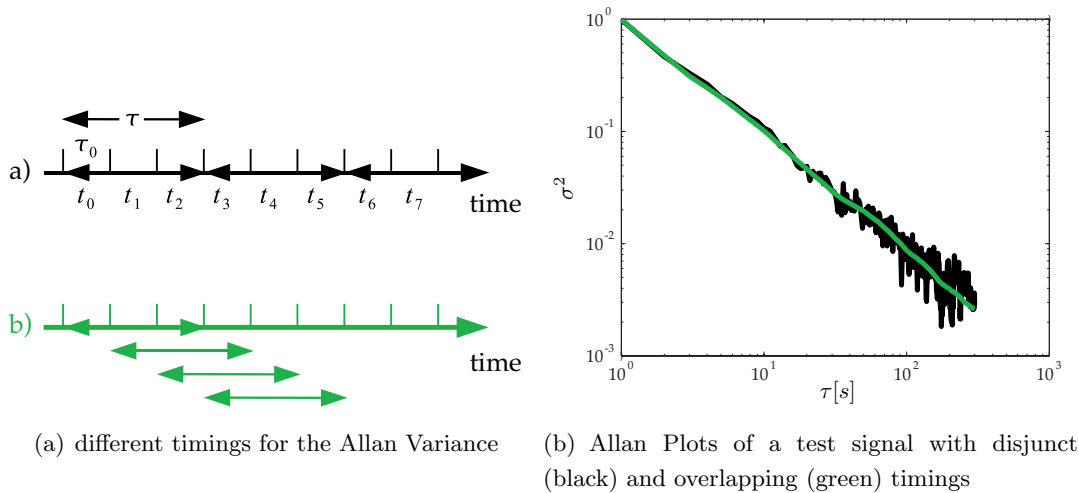 τ
τ0
a)
t0 t1 t2 t3 t4 t5 t6 t7
time
b)
time
(a) different timings for the Allan Variance
10^0
10^-1
σ^2
10^-2
10^-3
10^0 10^1 10^2 10^3
τ[s]
(b) Allan Plots of a test signal with disjunct
(black) and overlapping (green) timings